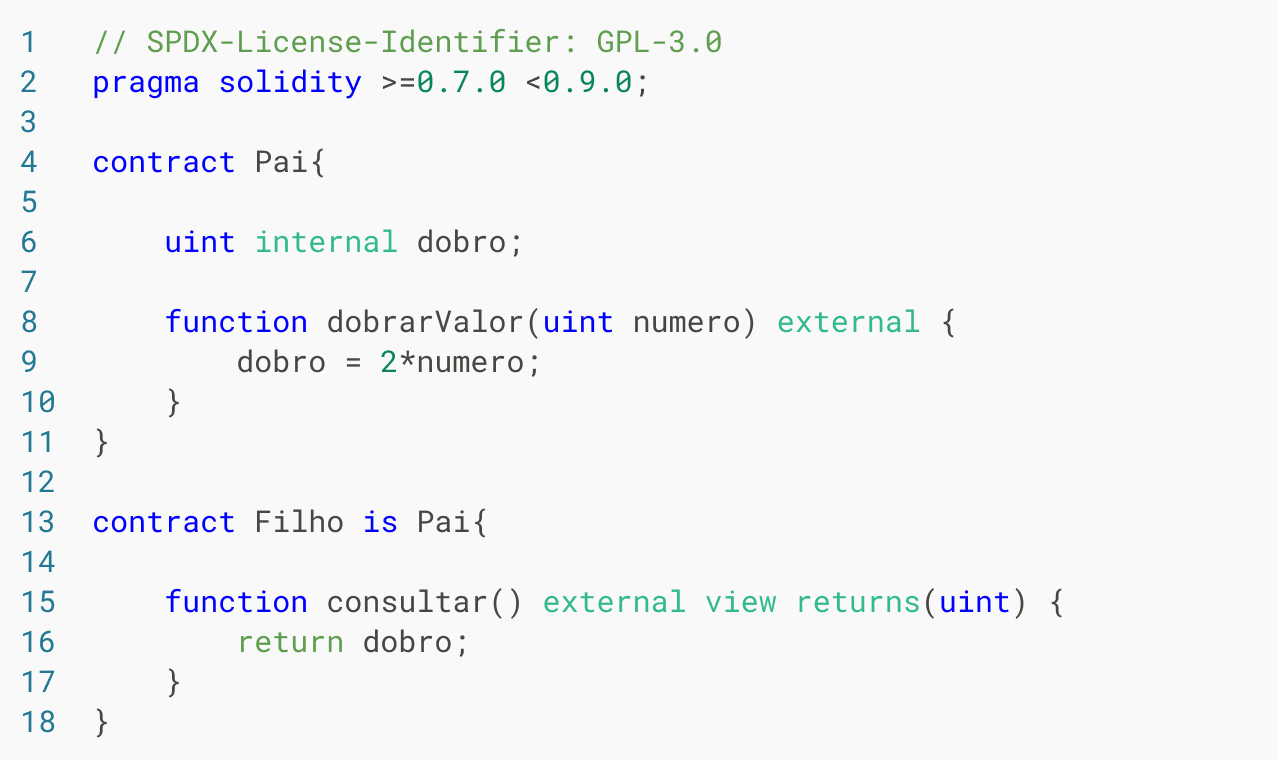 1 // SPDX-License-Identifier: GPL-3.0
2 pragma solidity >=0.7.0 <0.9.0;
3
4 contract Pai{
5
6     uint internal dobro;
7
8     function dobrarValor(uint numero) external {
9         dobro = 2*numero;
10     }
11 }
12
13 contract Filho is Pai{
14
15     function consultar() external view returns(uint) {
16         return dobro;
17     }
18 }